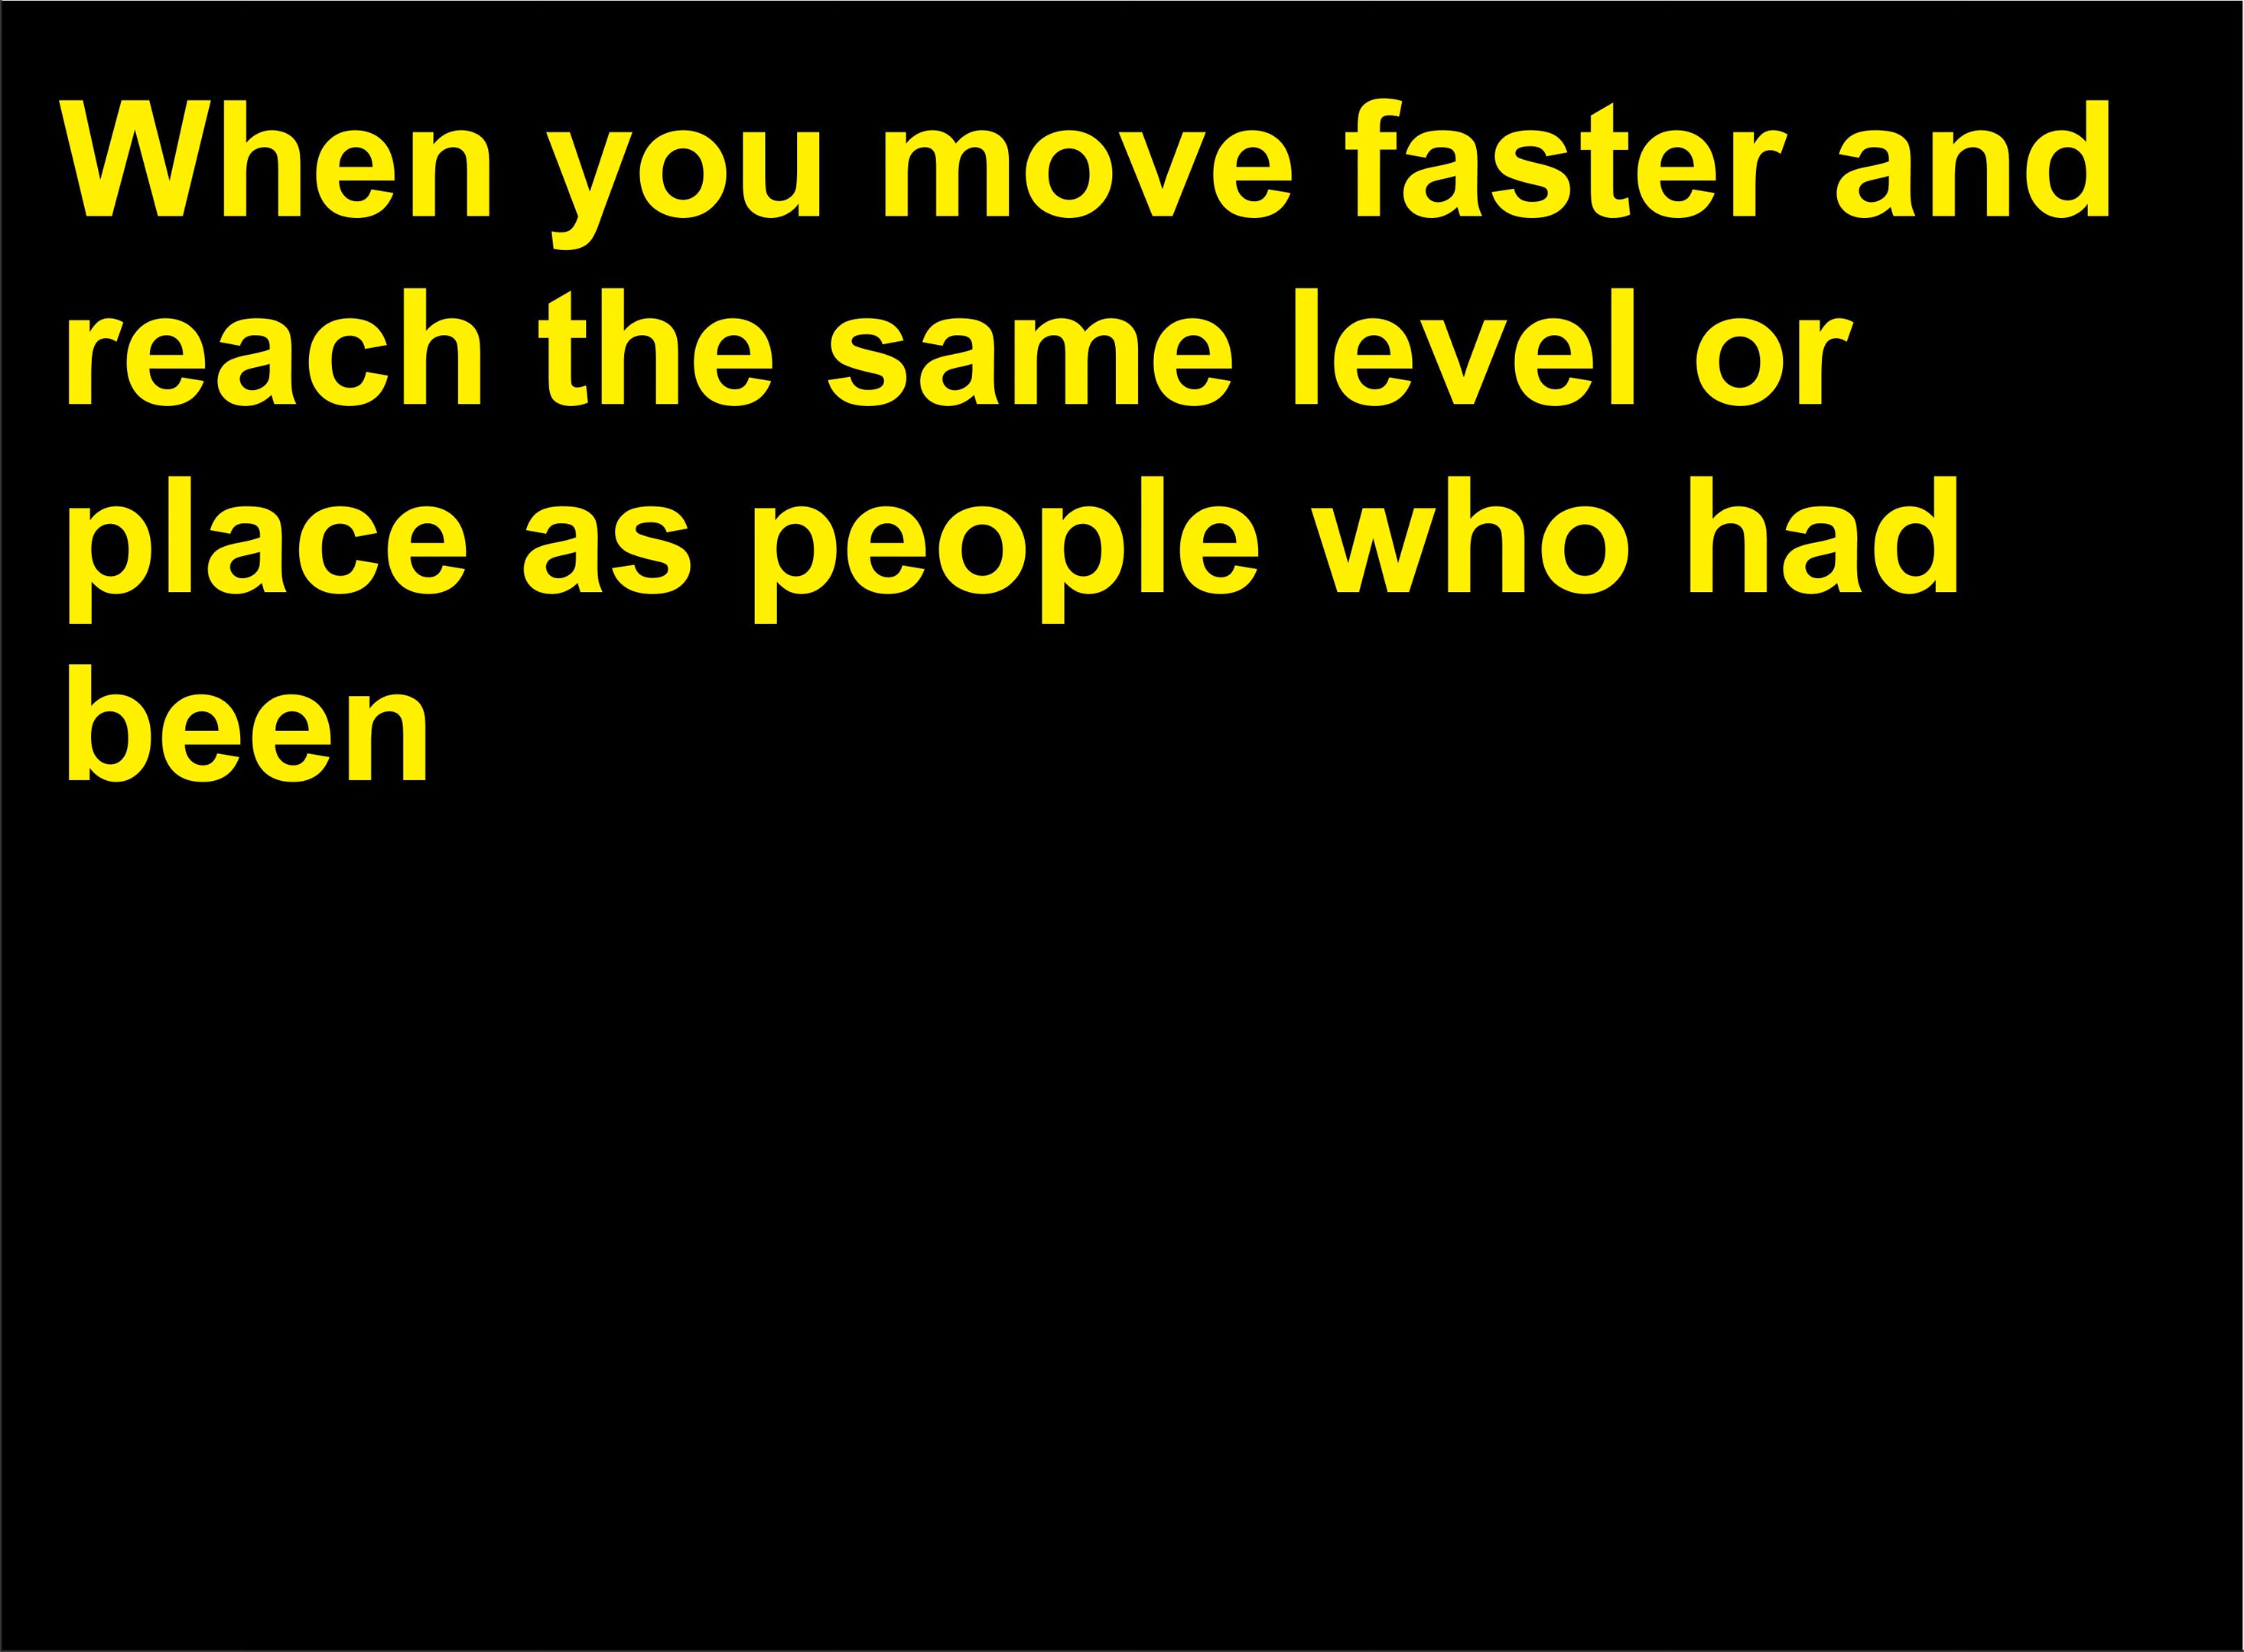 When you move faster and
reach the same level or
place as people who had
been